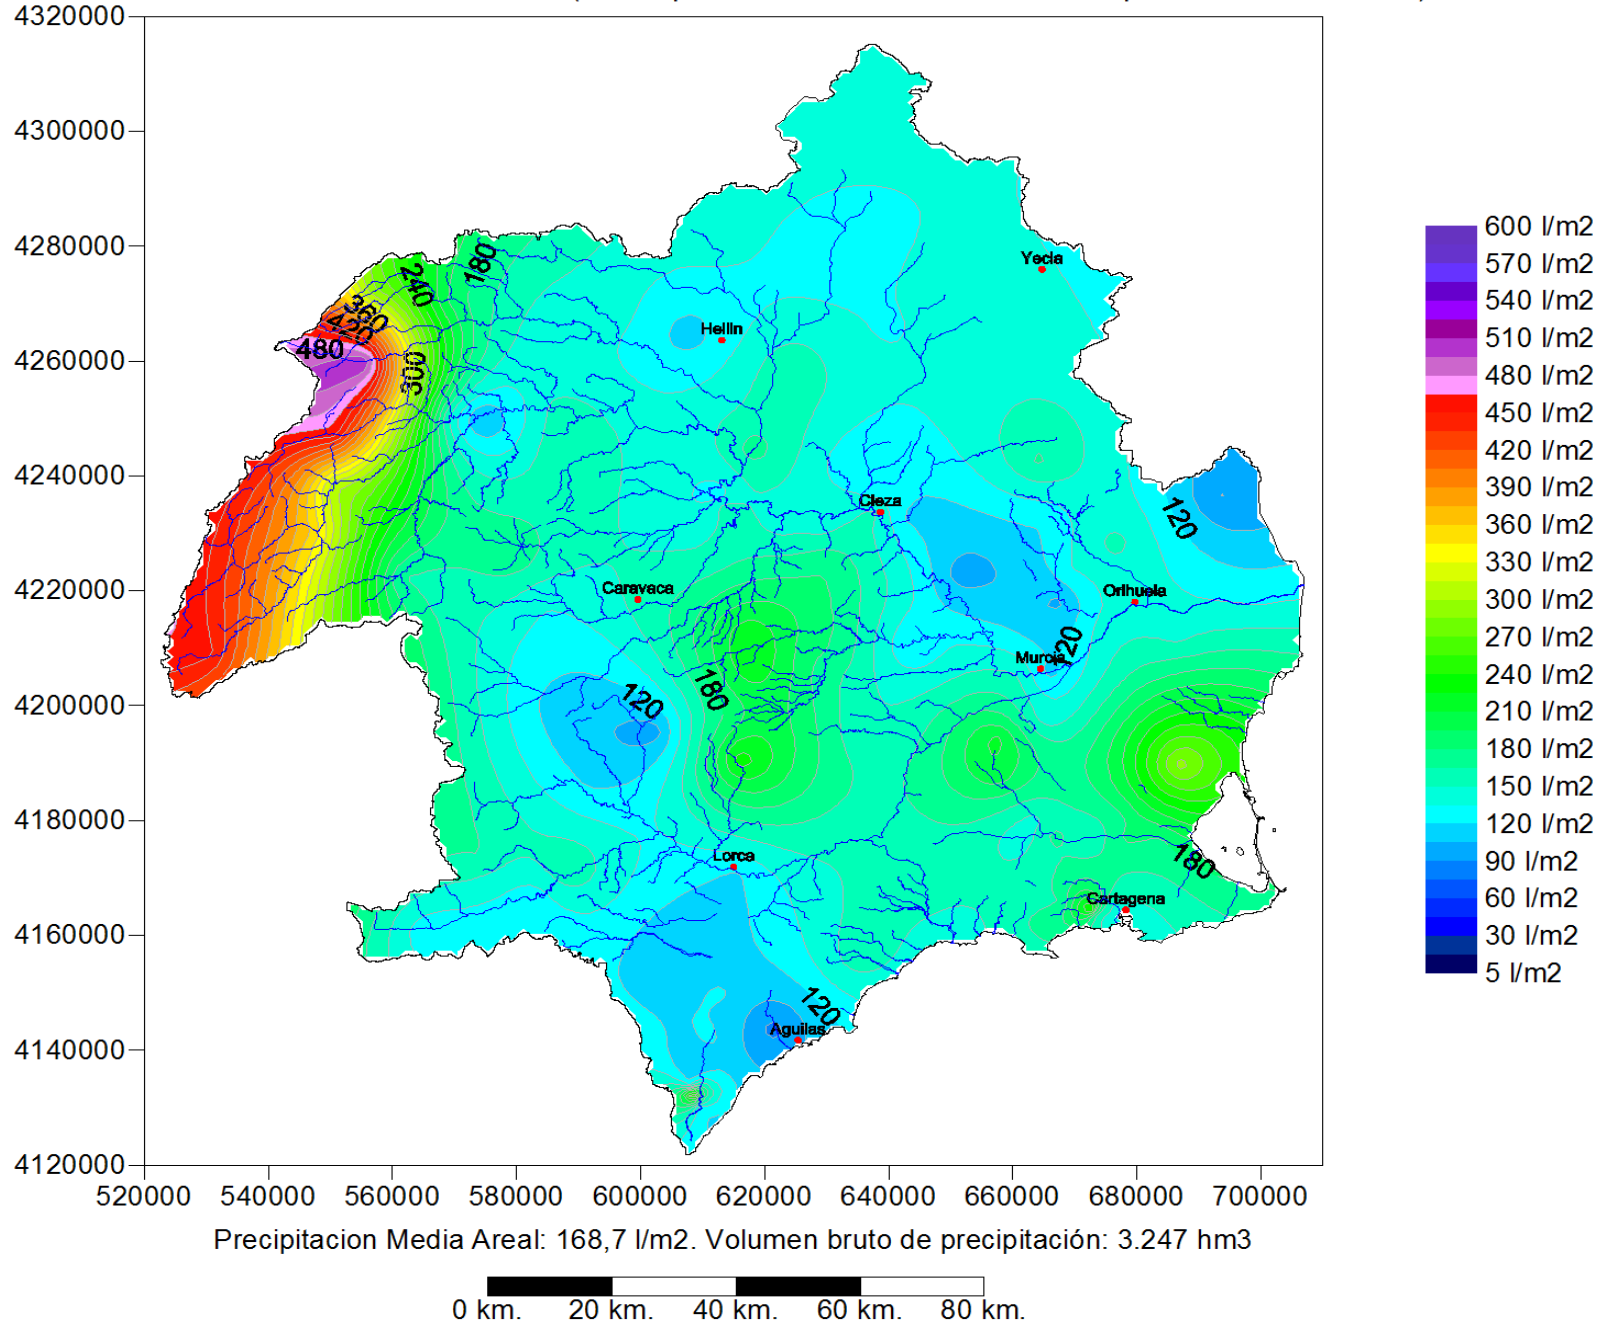 4320000
4300000
4280000
4260000
4240000
4220000
4200000
4180000
4160000
4140000
4120000
520000 540000 560000 580000 600000 620000 640000 660000 680000 700000
180
240
360
420
480
300
Yecla
Hellin
Cieza
120
Caravaca
Orihuela
120
Murcia
180
120
Lorca
180
Cartagena
120
Aguilas
600 l/m2
570 l/m2
540 l/m2
510 l/m2
480 l/m2
450 l/m2
420 l/m2
390 l/m2
360 l/m2
330 l/m2
300 l/m2
270 l/m2
240 l/m2
210 l/m2
180 l/m2
150 l/m2
120 l/m2
90 l/m2
60 l/m2
30 l/m2
5 l/m2
Precipitacion Media Areal: 168,7 l/m2. Volumen bruto de precipitación: 3.247 hm3
0 km. 20 km. 40 km. 60 km. 80 km.